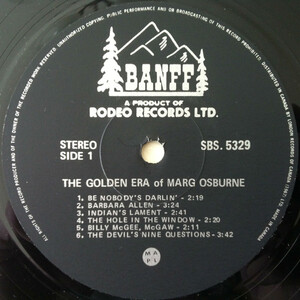 BANFF
A PRODUCT OF
RODEO RECORDS LTD.
STEREO
SIDE 1
SBS. 5329
THE GOLDEN ERA of MARG OSBURNE
1. BE NOBODY'S DARLIN' - 2:19
2. BARBARA ALLEN - 3:24
3. INDIAN'S LAMENT - 2:41
4. THE HOLE IN THE WINDOW - 2:20
5. BILLY McGEE, McGAW - 2:41
6. THE DEVIL'S NINE QUESTIONS - 3:42